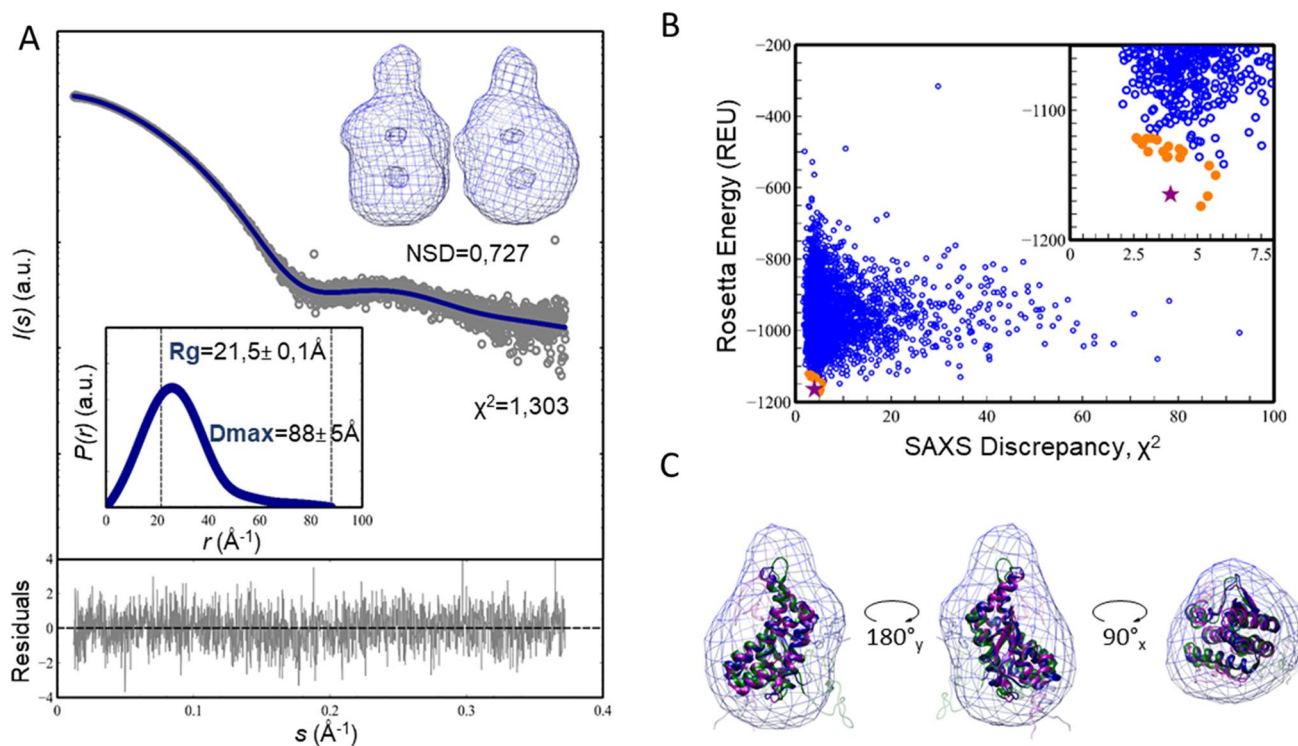 A
I(s) (a.u.)
NSD=0,727
χ²=1,303
P(r) (a.u.)
Rg=21,5± 0,1Å
Dmax=88± 5Å
0 20 40 60 80 100
r (Å⁻¹)
Residuals
4
2
0
−2
−4
0 0.1 0.2 0.3 0.4
s (Å⁻¹)
B
Rosetta Energy (REU)
−200
−400
−600
−800
−1000
−1200
0 20 40 60 80 100
SAXS Discrepancy, χ²
−1100
−1200
2.5 5 7.5
C
180°y
90°x